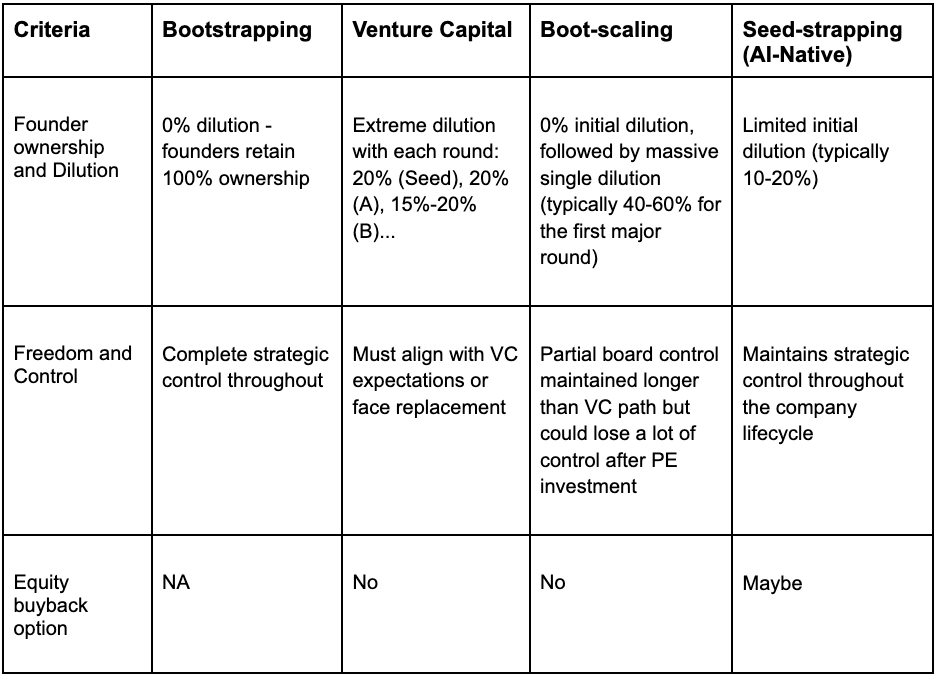 Criteria
Bootstrapping
Venture Capital
Boot-scaling
Seed-strapping
(AI-Native)
Founder
ownership
and Dilution
0% dilution -
founders retain
100% ownership
Extreme dilution
with each round:
20% (Seed), 20%
(A), 15%-20%
(B)...
0% initial dilution,
followed by massive
single dilution
(typically 40-60% for
the first major
round)
Limited initial
dilution (typically
10-20%)
Freedom and
Control
Complete strategic
control throughout
Must align with VC
expectations or
face replacement
Partial board control
maintained longer
than VC path but
could lose a lot of
control after PE
investment
Maintains strategic
control throughout
the company
lifecycle
Equity
buyback
option
NA
No
No
Maybe